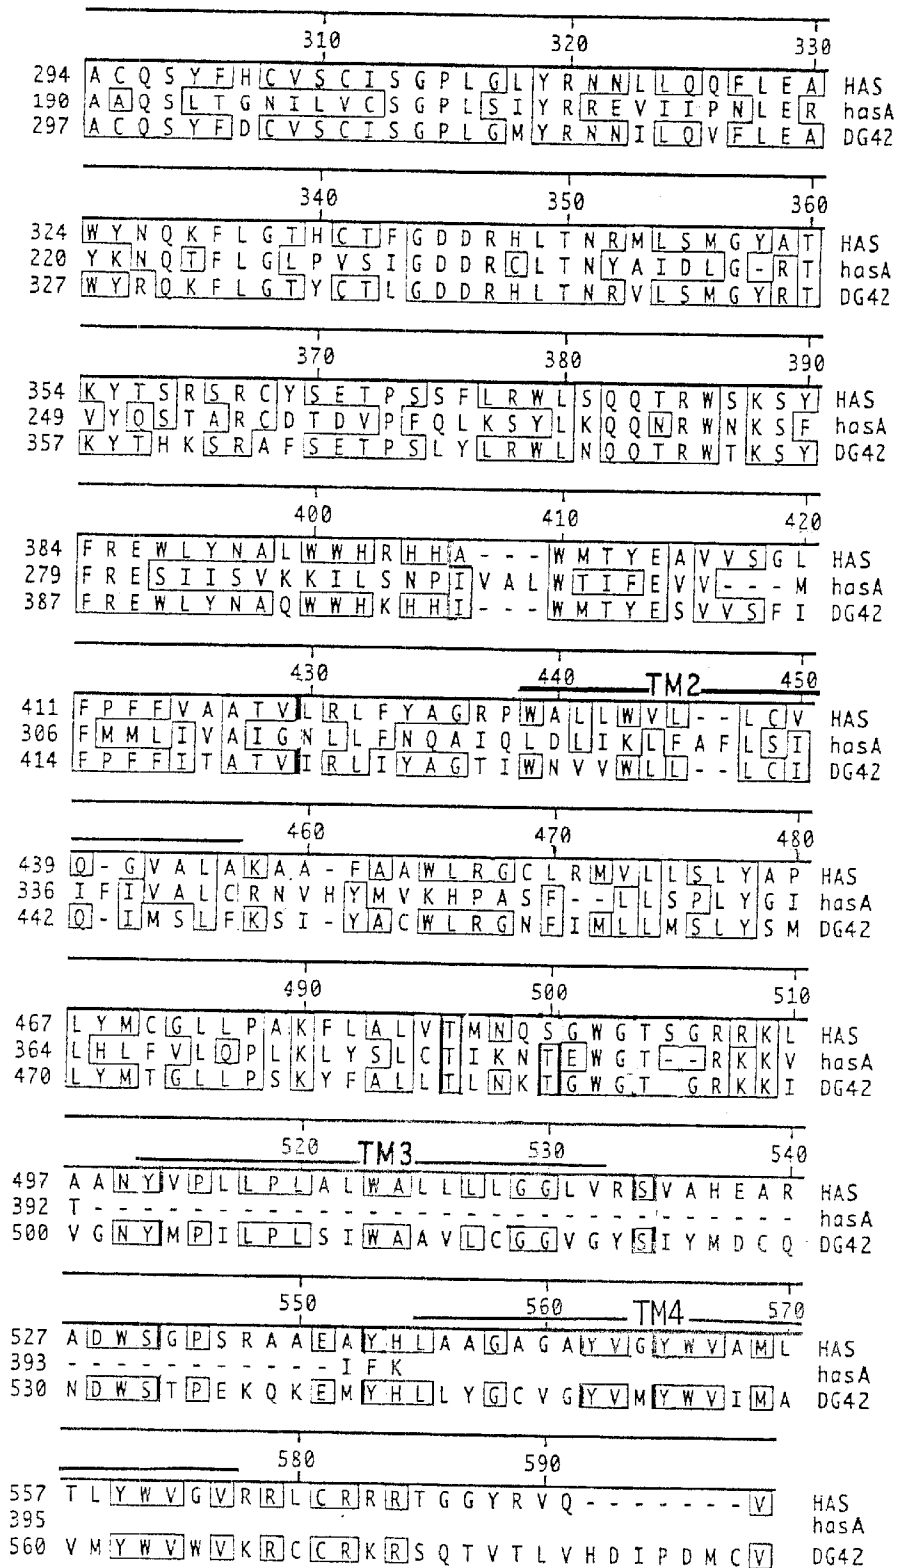 310 320 330
294 A C Q S Y F H C V S C I S G P L G L Y R N N L L Q Q F L E A HAS
190 A A Q S L T G N I L V C S G P L S I Y R R E V I I P N L E R hasA
297 A C Q S Y F D C V S C I S G P L G M Y R N N I L Q V F L E A DG42
340 350 360
324 W Y N Q K F L G T H C T F G D D R H L T N R M L S M G Y A T HAS
220 Y K N Q T F L G L P V S I G D D R C L T N Y A I D L G - R T hasA
327 W Y R Q K F L G T Y C T L G D D R H L T N R V L S M G Y R T DG42
370 380 390
354 K Y T S R S R C Y S E T P S S F L R W L S Q Q T R W S K S Y HAS
249 V Y Q S T A R C D T D V P F Q L K S Y L K Q Q N R W N K S F hasA
357 K Y T H K S R A F S E T P S L Y L R W L N Q Q T R W T K S Y DG42
400 410 420
384 F R E W L Y N A L W W H R H H A - - - W M T Y E A V V S G L HAS
279 F R E S I I S V K K I L S N P I V A L W T I F E V V - - - M hasA
387 F R E W L Y N A Q W W H K H H I - - - W M T Y E S V V S F I DG42
430 440 TM2 450
411 F P F F V A A T V L R L F Y A G R P W A L L W V L - - L C V HAS
306 F M M L I V A I G N L L F N Q A I Q L D L I K L F A F L S I hasA
414 F P F F I T A T V I R L I Y A G T I W N V V W L L - - L C I DG42
460 470 480
439 Q - G V A L A K A A - F A A W L R G C L R M V L L S L Y A P HAS
336 I F I V A L C R N V H Y M V K H P A S F - - L L S P L Y G I hasA
442 Q - I M S L F K S I - Y A C W L R G N F I M L L M S L Y S M DG42
490 500 510
467 L Y M C G L L P A K F L A L V T M N Q S G W G T S G R R K L HAS
364 L H L F V L Q P L K L Y S L C T I K N T E W G T - - R K K V hasA
470 L Y M T G L L P S K Y F A L L T L N K T G W G T G R K K I DG42
520 TM3 530 540
497 A A N Y V P L L P L A L W A L L L L G G L V R S V A H E A R HAS
392 T - - - - - - - - - - - - - - - - - - - - - - - - - - - - - hasA
500 V G N Y M P I L P L S I W A A V L C G G V G Y S I Y M D C Q DG42
550 560 TM4 570
527 A D W S G P S R A A E A Y H L A A G A G A Y V G Y W V A M L HAS
393 - - - - - - - - - - - I F K hasA
530 N D W S T P E K Q K E M Y H L L Y G C V G Y V M Y W V I M A DG42
580 590
557 T L Y W V G V R R L C R R R T G G Y R V Q - - - - - - - V HAS
395 hasA
560 V M Y W V W V K R C C R K R S Q T V T L V H D I P D M C V DG42